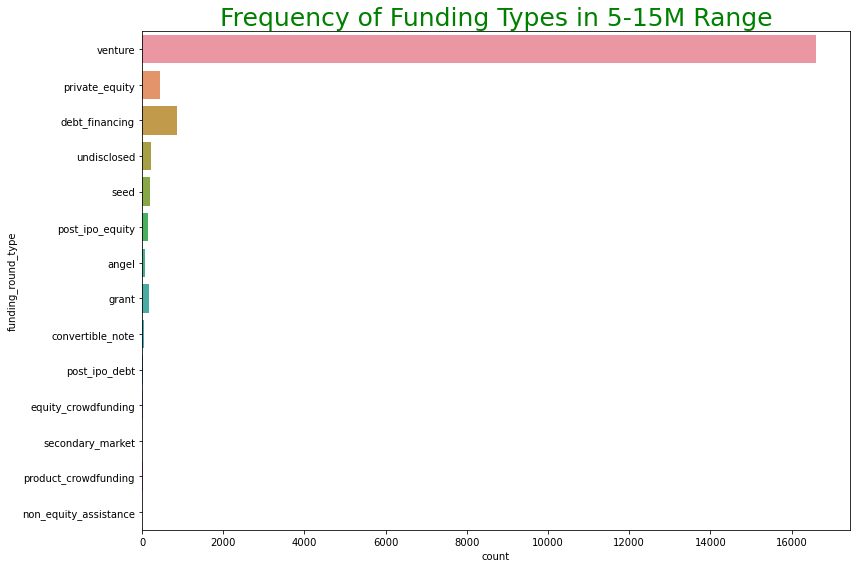 Frequency of Funding Types in 5-15M Range
funding_round_type
venture
private_equity
debt_financing
undisclosed
seed
post_ipo_equity
angel
grant
convertible_note
post_ipo_debt
equity_crowdfunding
secondary_market
product_crowdfunding
non_equity_assistance
0 2000 4000 6000 8000 10000 12000 14000 16000
count